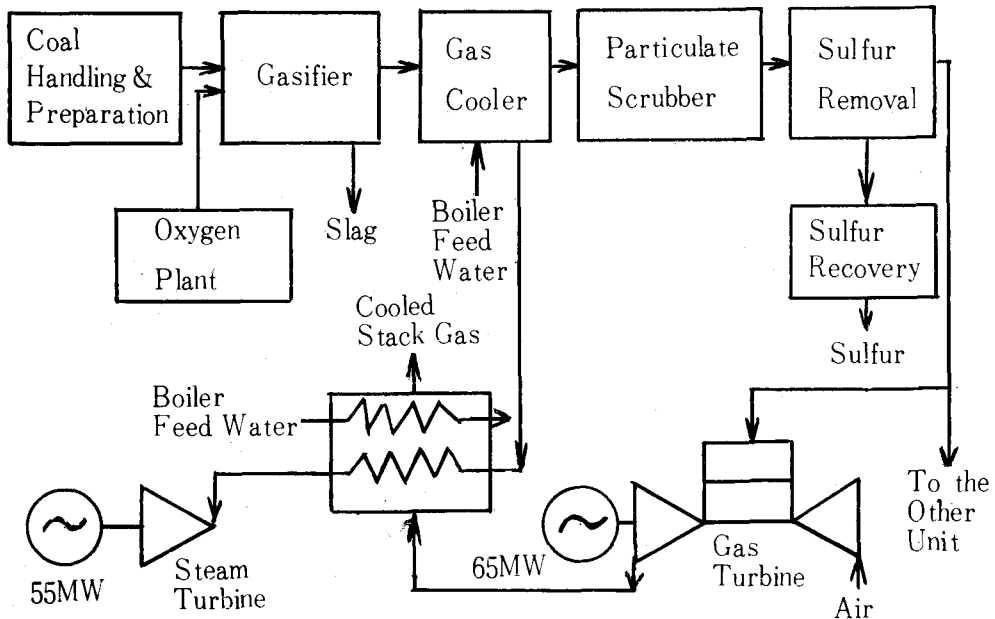 Coal
Handling &
Preparation
Gasifier
Gas
Cooler
Particulate
Scrubber
Sulfur
Removal
Oxygen
Plant
Slag
Boiler
Feed
Water
Sulfur
Recovery
Sulfur
Cooled
Stack Gas
Boiler
Feed Water
To the
Other
Unit
55MW
Steam
Turbine
65MW
Gas
Turbine
Air